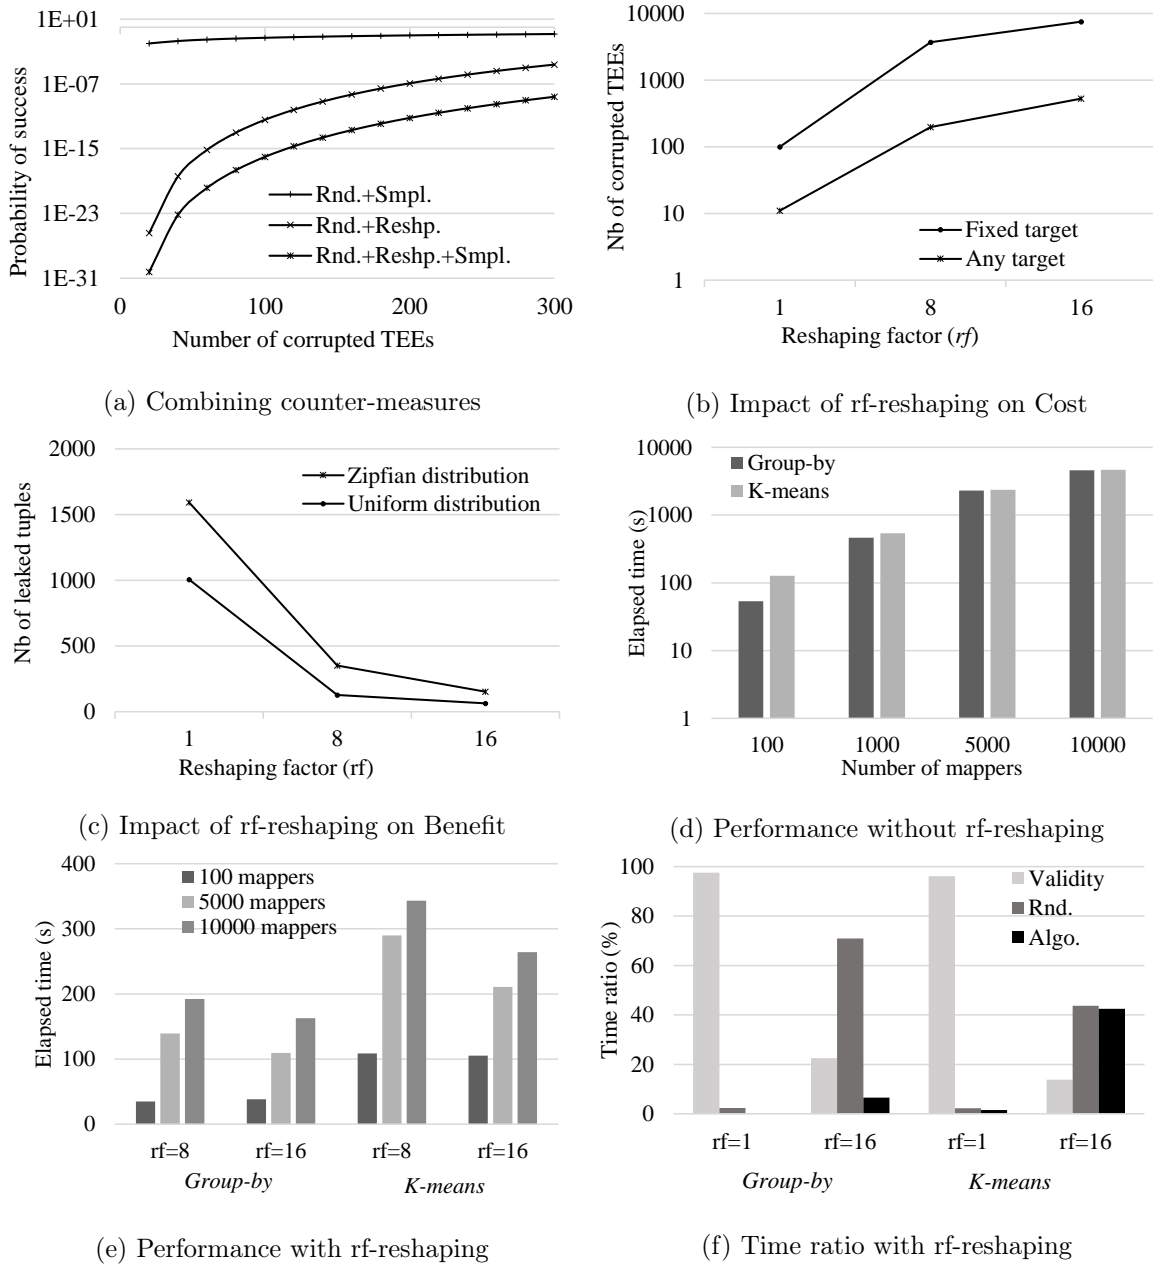 1E+01
1E-07
1E-15
1E-23
1E-31
Probability of success
Rnd.+Smpl.
Rnd.+Reshp.
Rnd.+Reshp.+Smpl.
0 100 200 300
Number of corrupted TEEs
(a) Combining counter-measures
10000
1000
100
10
1
Nb of corrupted TEEs
Fixed target
Any target
1 8 16
Reshaping factor (rf)
(b) Impact of rf-reshaping on Cost
2000
1500
1000
500
0
Nb of leaked tuples
Zipfian distribution
Uniform distribution
1 8 16
Reshaping factor (rf)
(c) Impact of rf-reshaping on Benefit
10000
1000
100
10
1
Elapsed time (s)
Group-by
K-means
100 1000 5000 10000
Number of mappers
(d) Performance without rf-reshaping
400
300
200
100
0
Elapsed time (s)
100 mappers
5000 mappers
10000 mappers
rf=8 rf=16 rf=8 rf=16
Group-by K-means
(e) Performance with rf-reshaping
100
80
60
40
20
0
Time ratio (%)
Validity
Rnd.
Algo.
rf=1 rf=16 rf=1 rf=16
Group-by K-means
(f) Time ratio with rf-reshaping